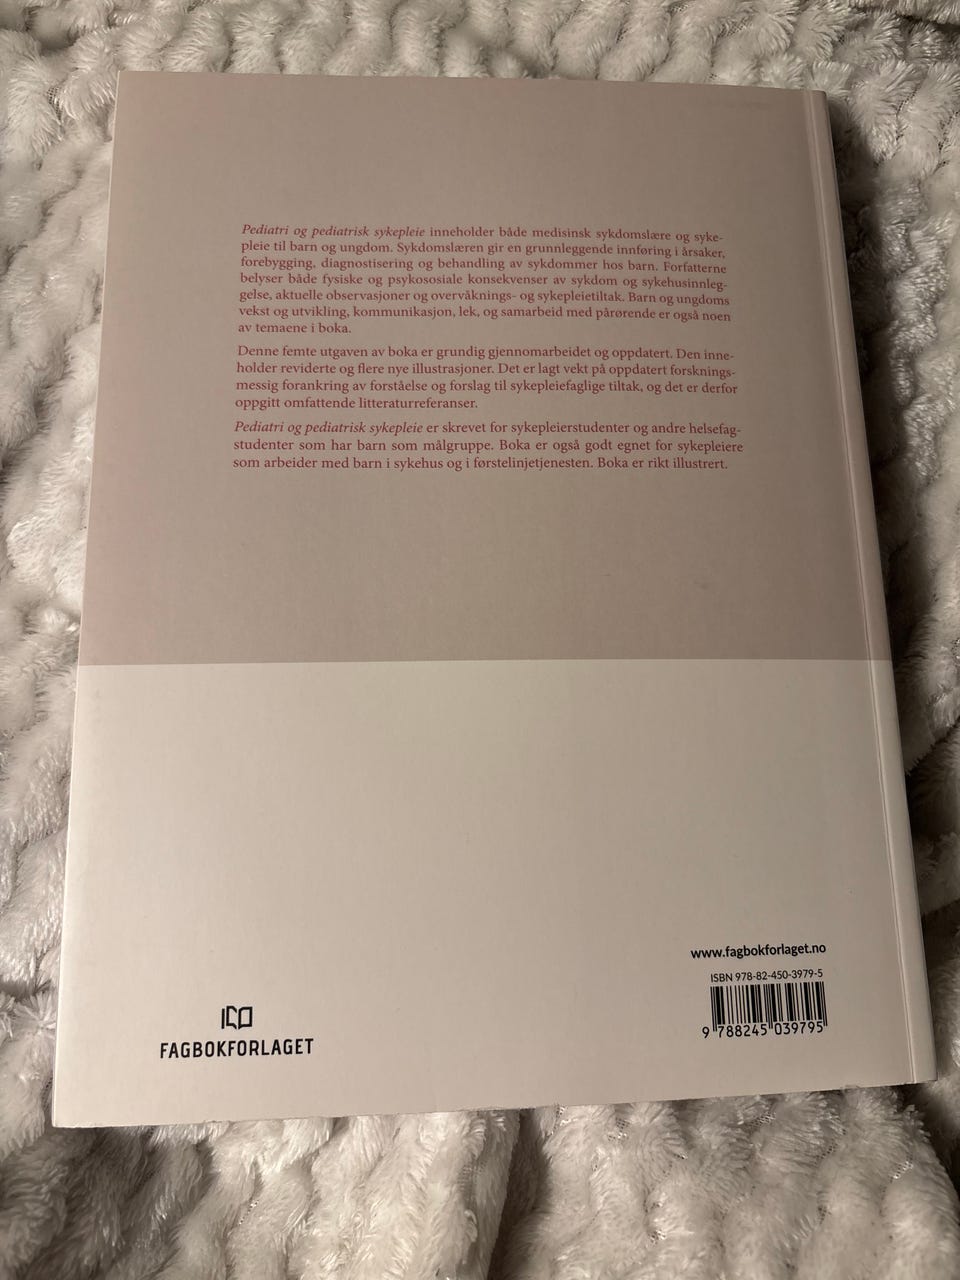 Pediatri og pediatrisk sykepleie inneholder både medisinsk sykdomslære og syke-
pleie til barn og ungdom. Sykdomslæren gir en grunnleggende innføring i årsaker,
forebygging, diagnostisering og behandling av sykdommer hos barn. Forfatterne
belyser både fysiske og psykososiale konsekvenser av sykdom og sykehusinnleg-
gelse, aktuelle observasjoner og overvåknings- og sykepleietiltak. Barn og ungdoms
vekst og utvikling, kommunikasjon, lek, og samarbeid med pårørende er også noen
av temaene i boka.
Denne femte utgaven av boka er grundig gjennomarbeidet og oppdatert. Den inne-
holder reviderte og flere nye illustrasjoner. Det er lagt vekt på oppdatert forsknings-
messig forankring av forståelse og forslag til sykepleiefaglige tiltak, og det er derfor
oppgitt omfattende litteraturreferanser.
Pediatri og pediatrisk sykepleie er skrevet for sykepleierstudenter og andre helsefag-
studenter som har barn som målgruppe. Boka er også godt egnet for sykepleiere
som arbeider med barn i sykehus og i førstelinjetjenesten. Boka er rikt illustrert.
www.fagbokforlaget.no
ISBN 978-82-450-3979-5
9 788245 039795
FAGBOKFORLAGET